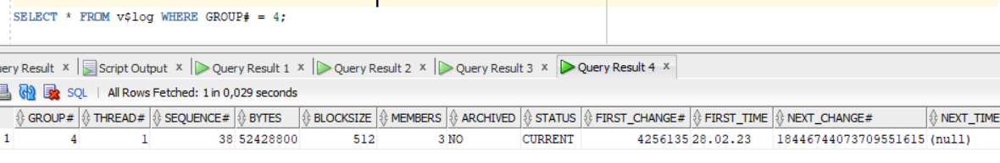 SELECT * FROM v$log WHERE GROUP# = 4;
ery Result x Script Output x Query Result 1 x Query Result 2 x Query Result 3 x Query Result 4 x
SQL | All Rows Fetched: 1 in 0,029 seconds
GROUP# THREAD# SEQUENCE# BYTES BLOCKSIZE MEMBERS ARCHIVED STATUS FIRST_CHANGE# FIRST_TIME NEXT_CHANGE# NEXT_TIME
1 4 1 38 52428800 512 3 NO CURRENT 4256135 28.02.23 18446744073709551615 (null)